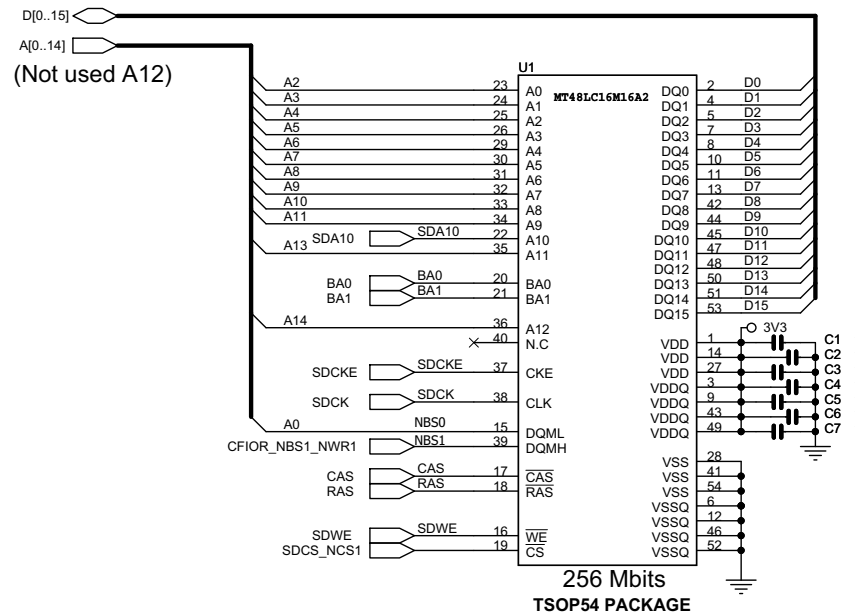 D[0..15]
A[0..14]
(Not used A12)
U1
MT48LC16M16A2
A2 23 A0 DQ0 2 D0
A3 24 A1 DQ1 4 D1
A4 25 A2 DQ2 5 D2
A5 26 A3 DQ3 7 D3
A6 29 A4 DQ4 8 D4
A7 30 A5 DQ5 10 D5
A8 31 A6 DQ6 11 D6
A9 32 A7 DQ7 13 D7
A10 33 A8 DQ8 42 D8
A11 34 A9 DQ9 44 D9
SDA10 SDA10 22 A10 DQ10 45 D10
A13 35 A11 DQ11 47 D11
DQ12 48 D12
BA0 BA0 20 BA0 DQ13 50 D13
BA1 BA1 21 BA1 DQ14 51 D14
DQ15 53 D15
A14 36 A12
3V3
40 N.C VDD 1 C1
VDD 14 C2
SDCKE SDCKE 37 CKE VDD 27 C3
VDDQ 3 C4
SDCK SDCK 38 CLK VDDQ 9 C5
VDDQ 43 C6
A0 NBS0 15 DQML VDDQ 49 C7
CFIOR_NBS1_NWR1 NBS1 39 DQMH
VSS 28
CAS CAS 17 CAS VSS 41
RAS RAS 18 RAS VSS 54
VSSQ 6
VSSQ 12
SDWE SDWE 16 WE VSSQ 46
SDCS_NCS1 19 CS VSSQ 52
256 Mbits
TSOP54 PACKAGE